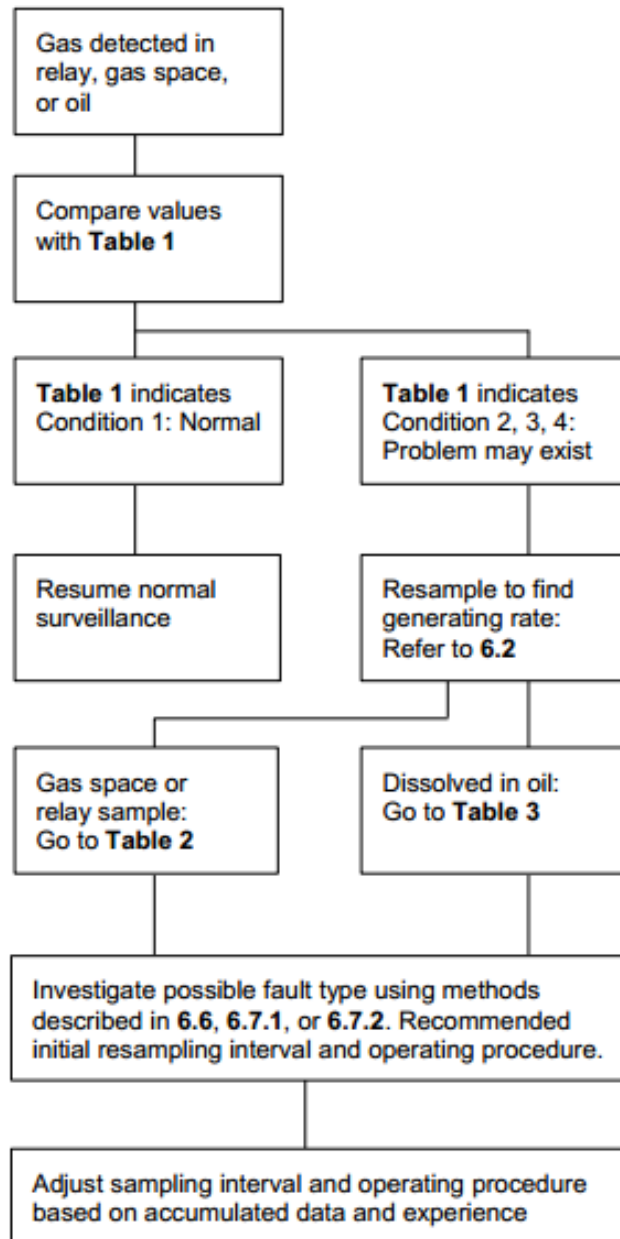 Gas detected in
relay, gas space,
or oil
Compare values
with Table 1
Table 1 indicates
Condition 1: Normal
Table 1 indicates
Condition 2, 3, 4:
Problem may exist
Resume normal
surveillance
Resample to find
generating rate:
Refer to 6.2
Gas space or
relay sample:
Go to Table 2
Dissolved in oil:
Go to Table 3
Investigate possible fault type using methods
described in 6.6, 6.7.1, or 6.7.2. Recommended
initial resampling interval and operating procedure.
Adjust sampling interval and operating procedure
based on accumulated data and experience